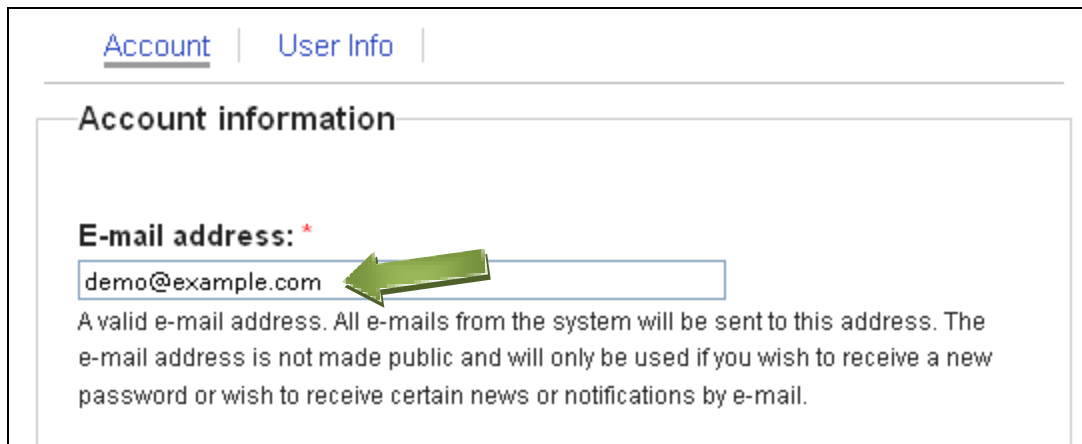 Account | User Info |
Account information
E-mail address: *
demo@example.com
A valid e-mail address. All e-mails from the system will be sent to this address. The
e-mail address is not made public and will only be used if you wish to receive a new
password or wish to receive certain news or notifications by e-mail.